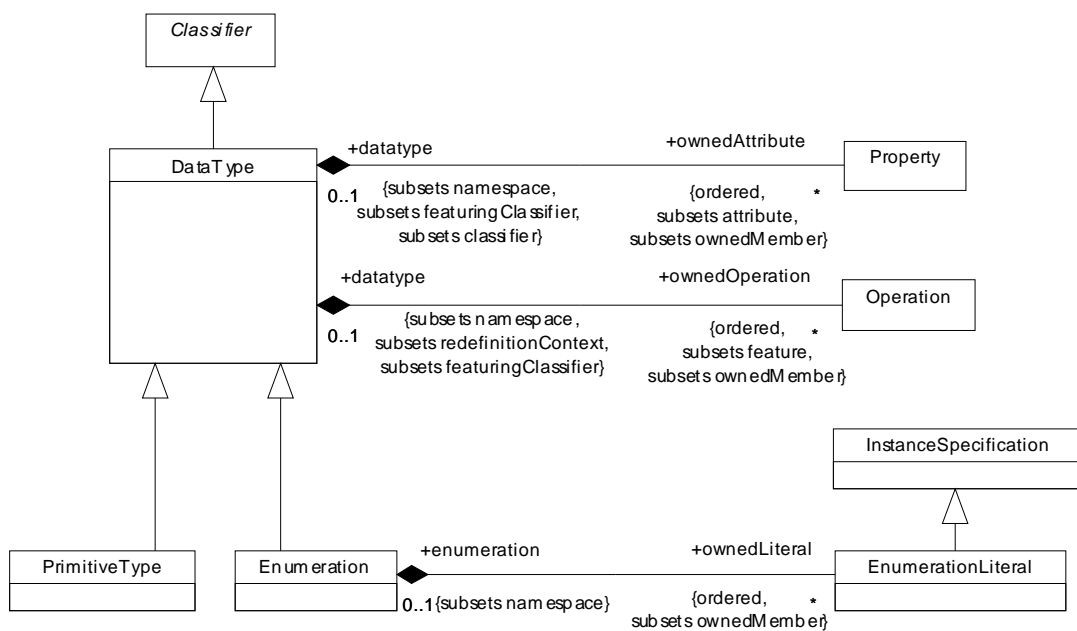 Classifier
DataType
+datatype
+ownedAttribute
Property
0..1
{subsets namespace,
subsets featuringClassifier,
subsets classifier}
{ordered,
subsets attribute,
subsets ownedMember}
*
+datatype
+ownedOperation
Operation
0..1
{subsets namespace,
subsets redefinitionContext,
subsets featuringClassifier}
{ordered,
subsets feature,
subsets ownedMember}
*
InstanceSpecification
PrimitiveType
Enumeration
+enumeration
+ownedLiteral
EnumerationLiteral
0..1
{subsets namespace}
{ordered,
subsets ownedMember}
*